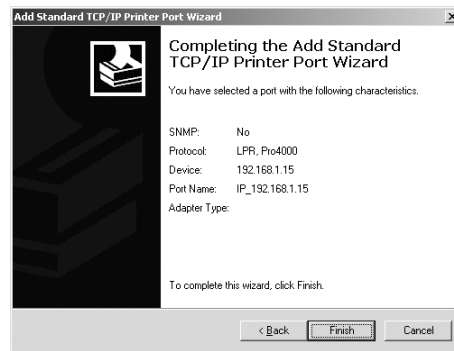 Add Standard TCP/IP Printer Port Wizard
Completing the Add Standard
TCP/IP Printer Port Wizard
You have selected a port with the following characteristics.
SNMP: No
Protocol: LPR, Pro4000
Device: 192.168.1.15
Port Name: IP_192.168.1.15
Adapter Type:
To complete this wizard, click Finish.
< Back Finish Cancel